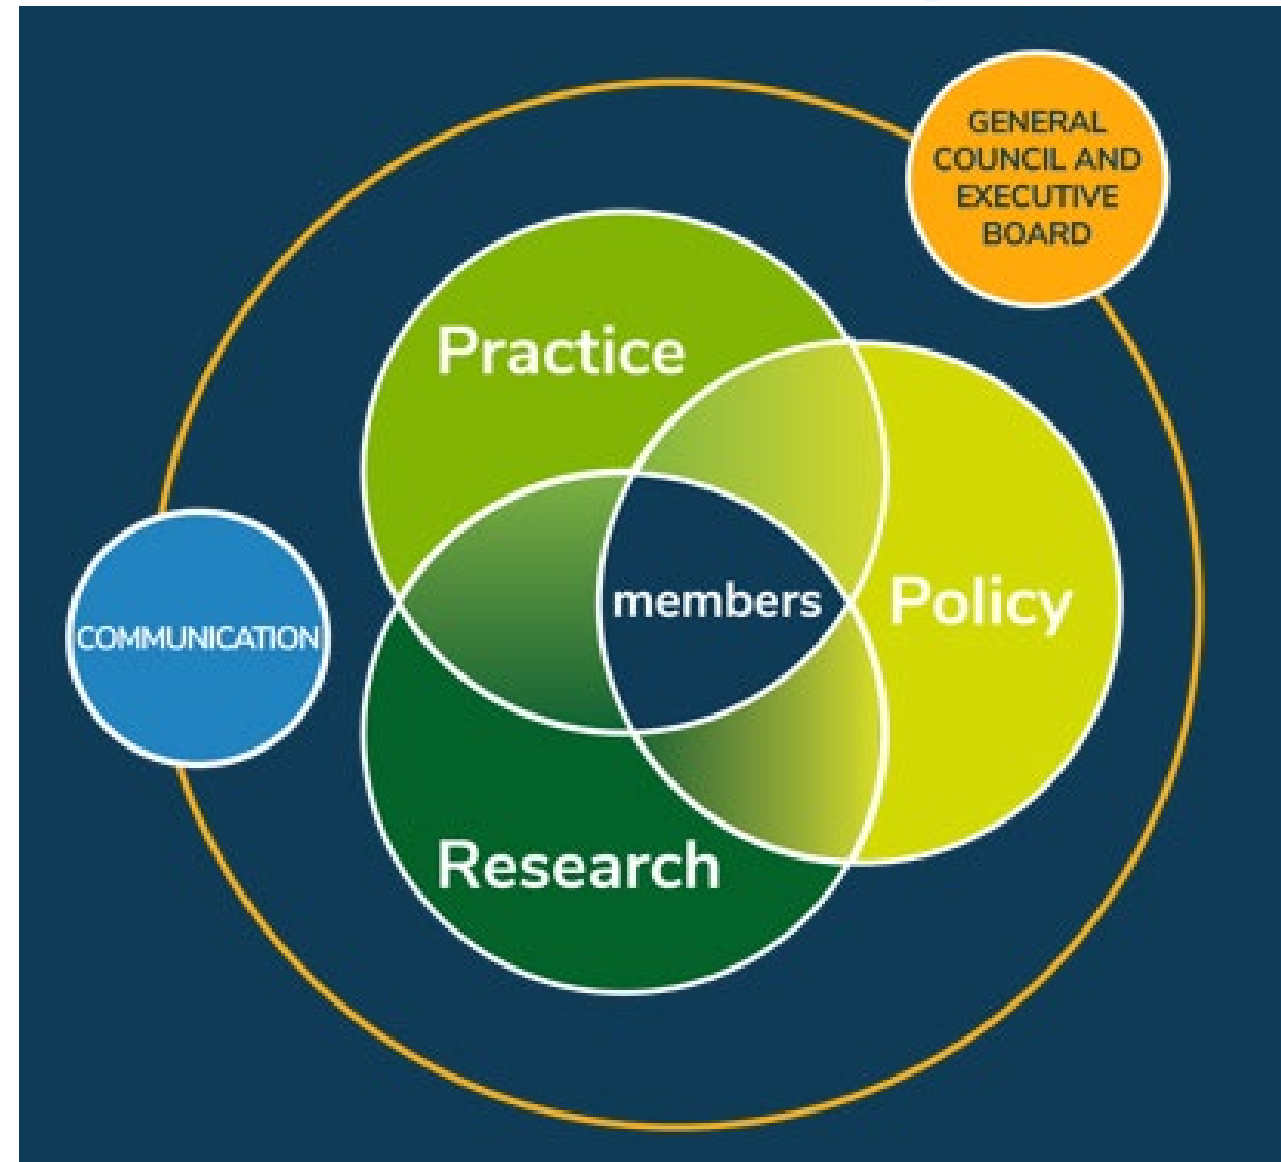 GENERAL
COUNCIL AND
EXECUTIVE
BOARD
Practice
members
Policy
COMMUNICATION
Research